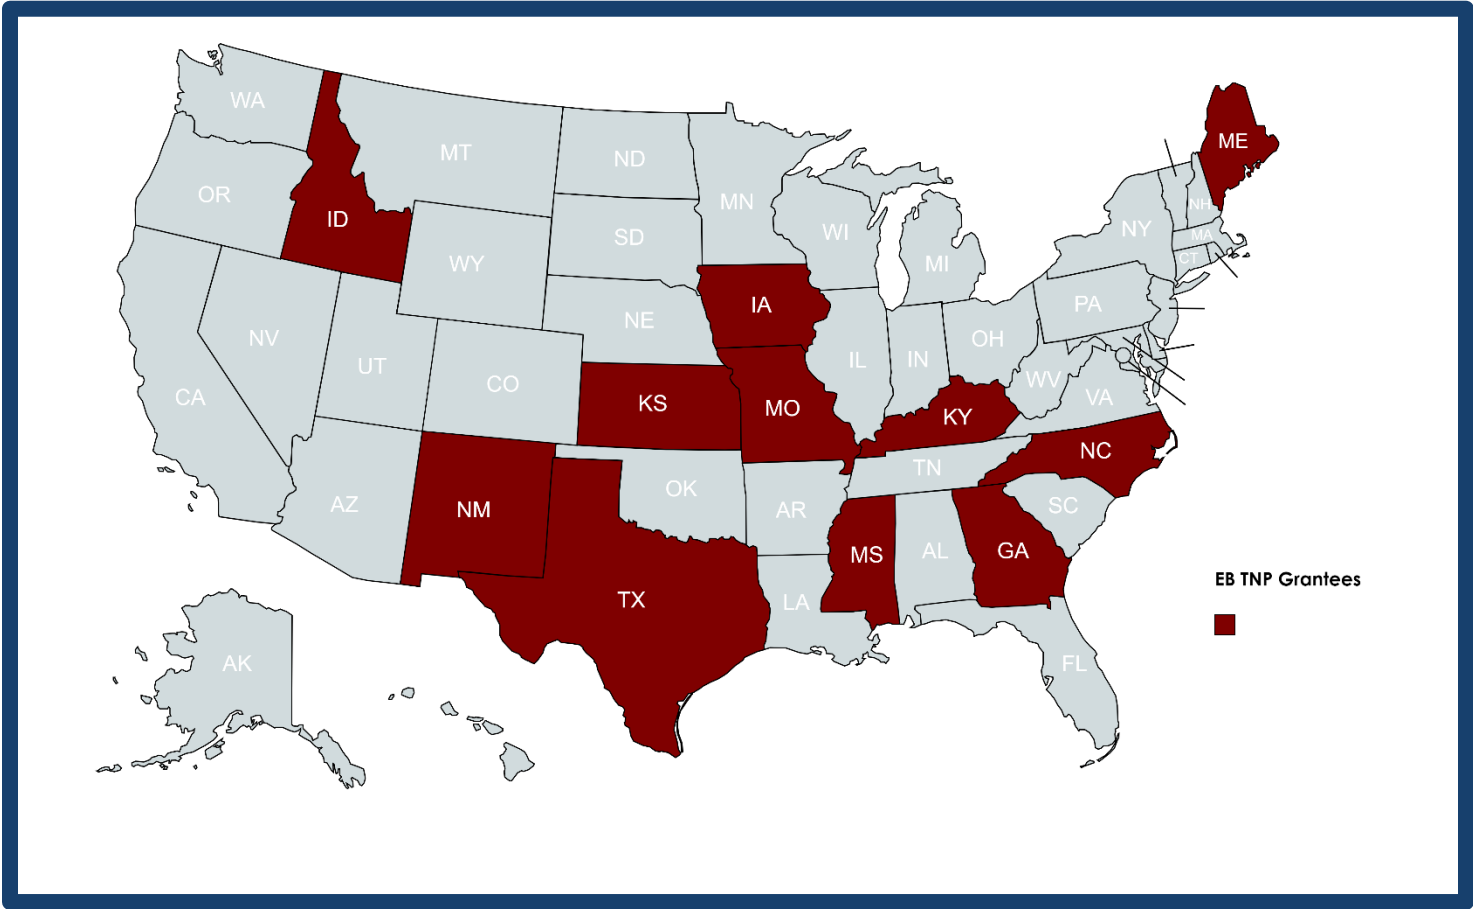 WA
MT
ND
MN
ME
OR
ID
SD
WI
MI
NY
NH
MA
CT
WY
IA
NE
PA
NV
UT
CO
IL
IN
OH
WV
VA
CA
KS
MO
KY
NC
AZ
NM
OK
AR
TN
SC
MS
AL
GA
TX
LA
FL
AK
EB TNP Grantees